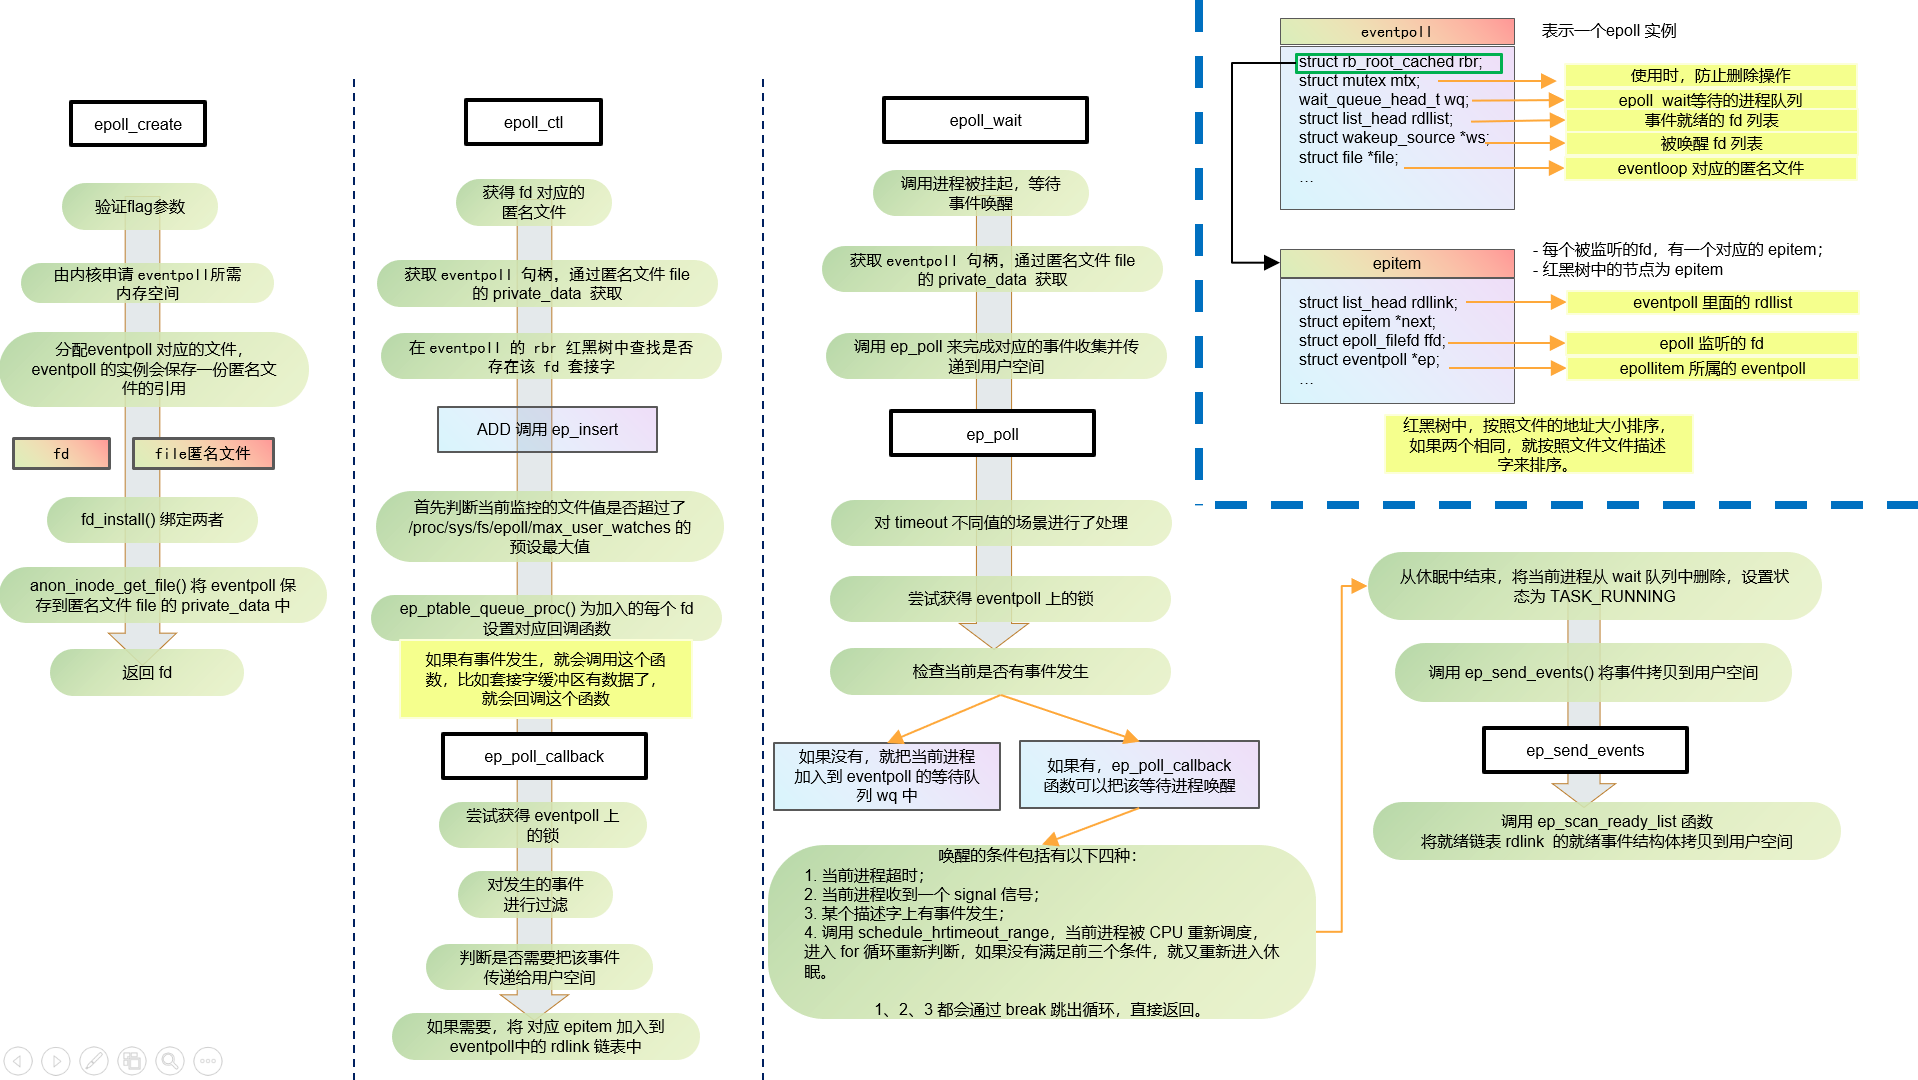 epoll_create
验证flag参数
由内核申请 eventpoll所需
内存空间
分配eventpoll 对应的文件，
eventpoll 的实例会保存一份匿名文
件的引用
fd
file匿名文件
fd_install() 绑定两者
anon_inode_get_file() 将 eventpoll 保
存到匿名文件 file 的 private_data 中
返回 fd
epoll_ctl
获得 fd 对应的
匿名文件
获取 eventpoll 句柄，通过匿名文件 file
的 private_data 获取
在 eventpoll 的 rbr 红黑树中查找是否
存在该 fd 套接字
ADD 调用 ep_insert
首先判断当前监控的文件值是否超过了
/proc/sys/fs/epoll/max_user_watches 的
预设最大值
ep_ptable_queue_proc() 为加入的每个 fd
设置对应回调函数
如果有事件发生，就会调用这个函
数，比如套接字缓冲区有数据了，
就会回调这个函数
ep_poll_callback
尝试获得 eventpoll 上
的锁
对发生的事件
进行过滤
判断是否需要把该事件
传递给用户空间
如果需要，将 对应 epitem 加入到
eventpoll中的 rdlink 链表中
epoll_wait
调用进程被挂起，等待
事件唤醒
获取 eventpoll 句柄，通过匿名文件 file
的 private_data 获取
调用 ep_poll 来完成对应的事件收集并传
递到用户空间
ep_poll
对 timeout 不同值的场景进行了处理
尝试获得 eventpoll 上的锁
检查当前是否有事件发生
如果没有，就把当前进程
加入到 eventpoll 的等待队
列 wq 中
如果有，ep_poll_callback
函数可以把该等待进程唤醒
唤醒的条件包括有以下四种：
1. 当前进程超时；
2. 当前进程收到一个 signal 信号；
3. 某个描述字上有事件发生；
4. 调用 schedule_hrtimeout_range，当前进程被 CPU 重新调度，
进入 for 循环重新判断，如果没有满足前三个条件，就又重新进入休
眠。
1、2、3 都会通过 break 跳出循环，直接返回。
eventpoll
表示一个epoll 实例
struct rb_root_cached rbr;
struct mutex mtx;
wait_queue_head_t wq;
struct list_head rdllist;
struct wakeup_source *ws;
struct file *file;
…
使用时，防止删除操作
epoll_wait等待的进程队列
事件就绪的 fd 列表
被唤醒 fd 列表
eventloop 对应的匿名文件
epitem
- 每个被监听的fd，有一个对应的 epitem；
- 红黑树中的节点为 epitem
struct list_head rdllink;
struct epitem *next;
struct epoll_filefd ffd;
struct eventpoll *ep;
…
eventpoll 里面的 rdllist
epoll 监听的 fd
epollitem 所属的 eventpoll
红黑树中，按照文件的地址大小排序，
如果两个相同，就按照文件文件描述
字来排序。
从休眠中结束，将当前进程从 wait 队列中删除，设置状
态为 TASK_RUNNING
调用 ep_send_events() 将事件拷贝到用户空间
ep_send_events
调用 ep_scan_ready_list 函数
将就绪链表 rdlink 的就绪事件结构体拷贝到用户空间